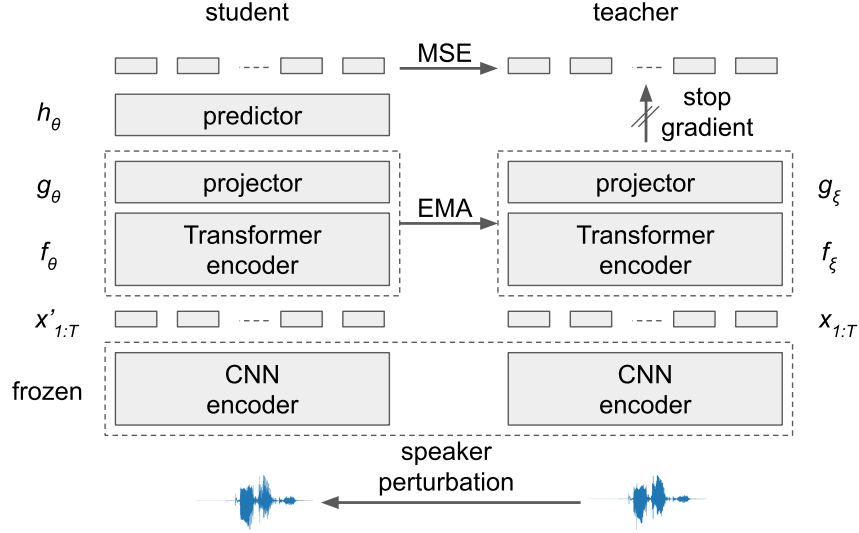 student
teacher
MSE
stop
gradient
hθ
predictor
gθ
projector
projector
gξ
EMA
fθ
Transformer
encoder
Transformer
encoder
fξ
x'1:T
x1:T
frozen
CNN
encoder
CNN
encoder
speaker
perturbation